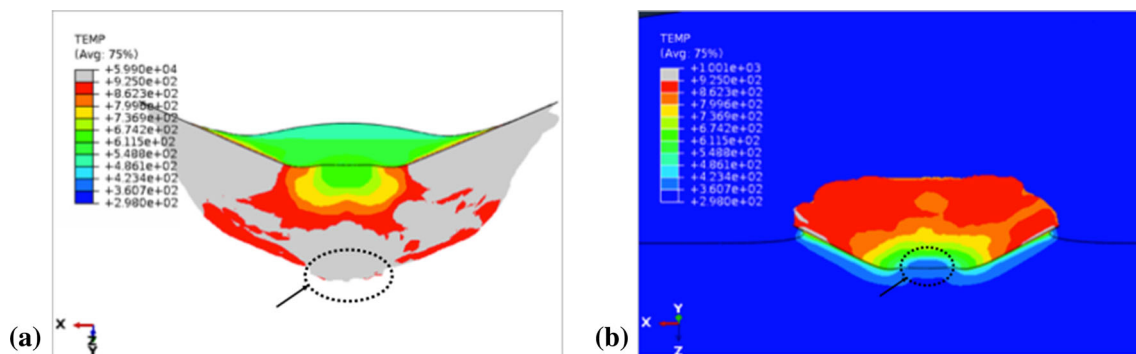 TEMP
(Avg: 75%)
+5.990e+04
+9.250e+02
+8.623e+02
+7.996e+02
+7.369e+02
+6.742e+02
+6.115e+02
+5.488e+02
+4.861e+02
+4.234e+02
+3.607e+02
+2.980e+02
X
Z
Y
(a)
TEMP
(Avg: 75%)
+1.001e+03
+9.250e+02
+8.623e+02
+7.996e+02
+7.369e+02
+6.742e+02
+6.115e+02
+5.488e+02
+4.861e+02
+4.234e+02
+3.607e+02
+2.980e+02
Y
X
Z
(b)